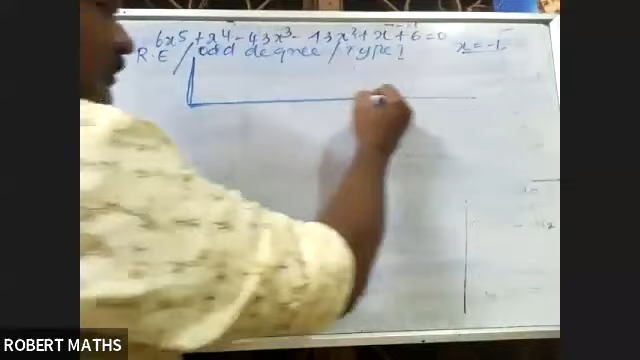 6x⁵ + x⁴ - 43x³ - 43x² + x + 6 = 0
R.E / odd degree / Type I x = -1
ROBERT MATHS